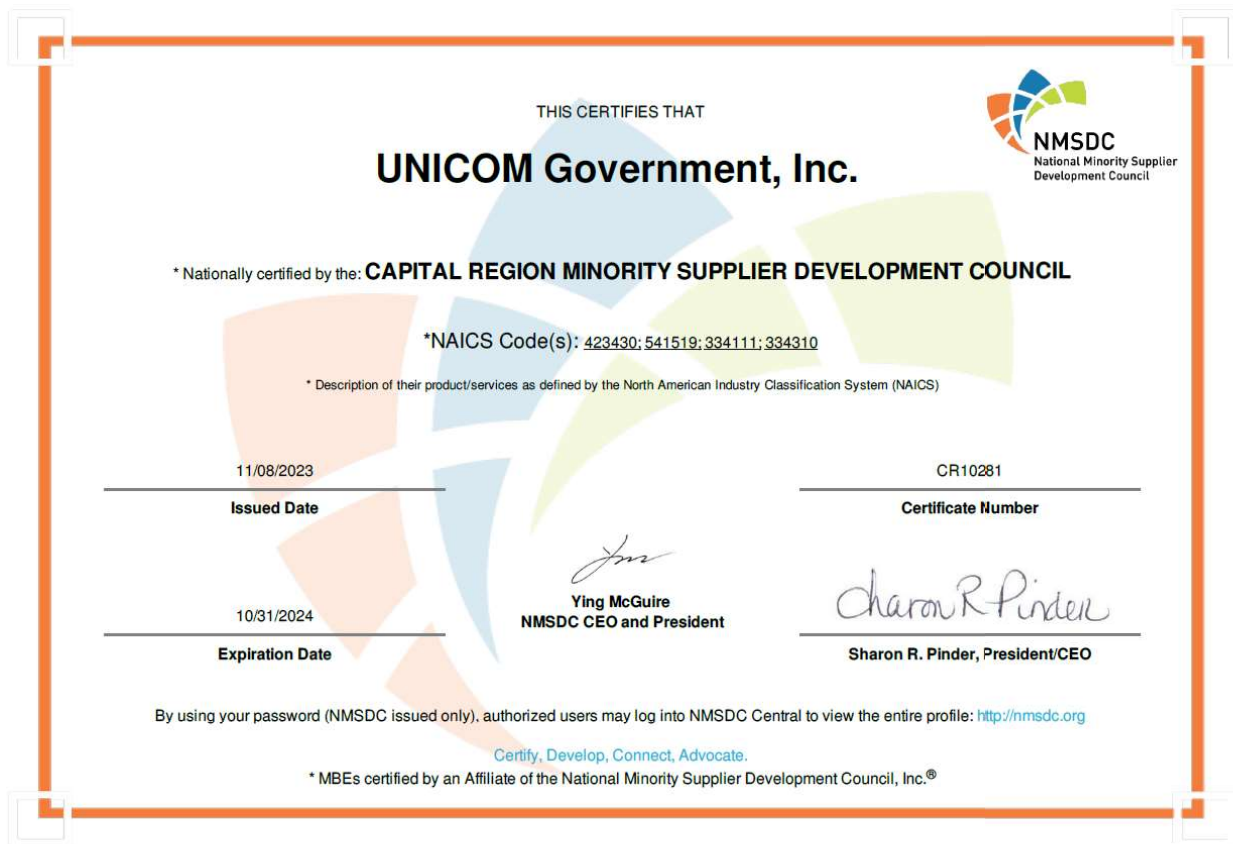 THIS CERTIFIES THAT
NMSDC
National Minority Supplier
Development Council
UNICOM Government, Inc.
* Nationally certified by the: CAPITAL REGION MINORITY SUPPLIER DEVELOPMENT COUNCIL
*NAICS Code(s): 423430; 541519; 334111; 334310
* Description of their product/services as defined by the North American Industry Classification System (NAICS)
11/08/2023
Issued Date
CR10281
Certificate Number
10/31/2024
Expiration Date
Ying McGuire
NMSDC CEO and President
Sharon R Pinder
Sharon R. Pinder, President/CEO
By using your password (NMSDC issued only), authorized users may log into NMSDC Central to view the entire profile: http://nmsdc.org
Certify, Develop, Connect, Advocate.
* MBEs certified by an Affiliate of the National Minority Supplier Development Council, Inc.®